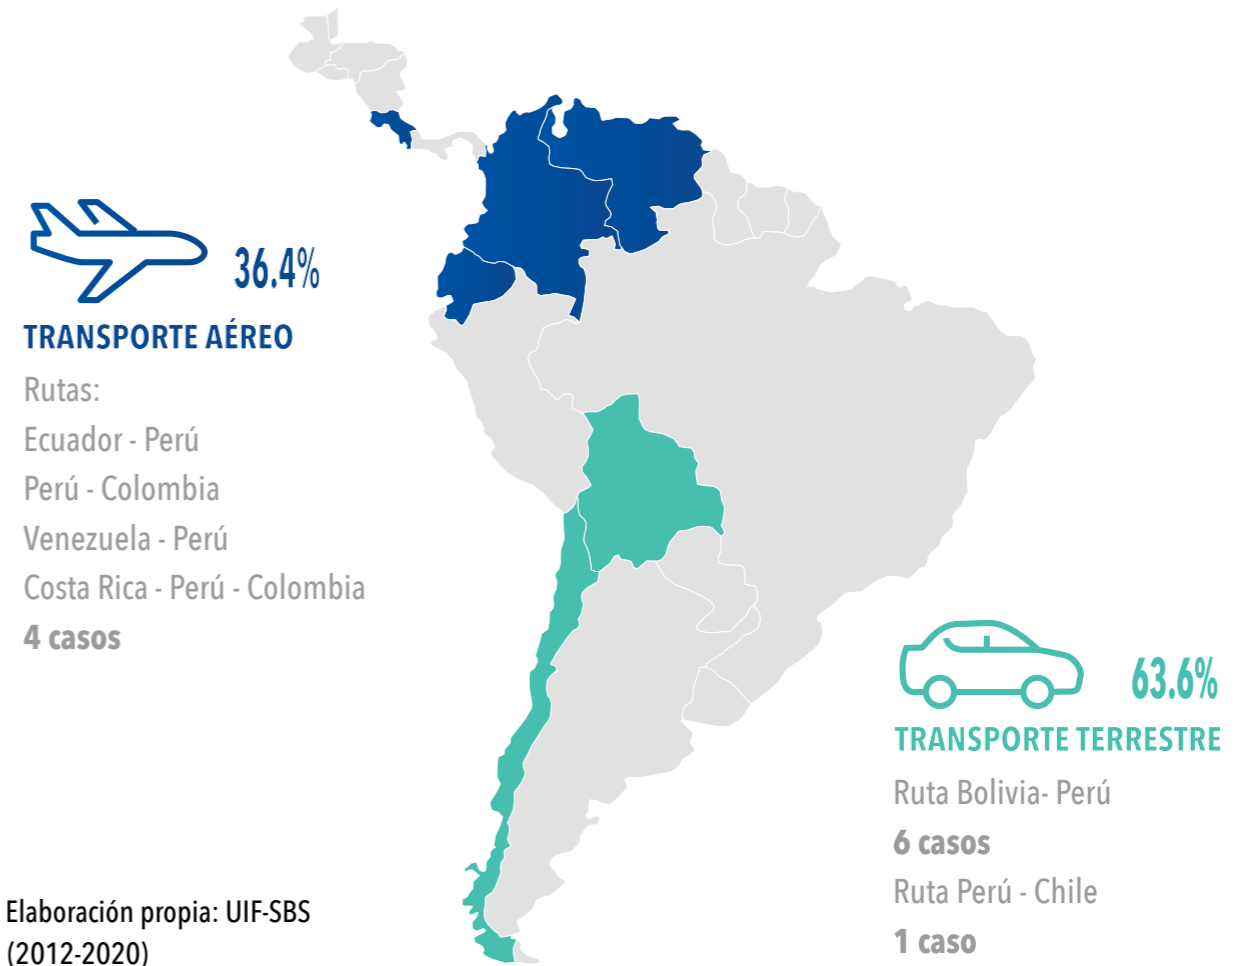 36.4%
TRANSPORTE AÉREO
Rutas:
Ecuador - Perú
Perú - Colombia
Venezuela - Perú
Costa Rica - Perú - Colombia
4 casos
63.6%
TRANSPORTE TERRESTRE
Ruta Bolivia- Perú
6 casos
Ruta Perú - Chile
1 caso
Elaboración propia: UIF-SBS
(2012-2020)